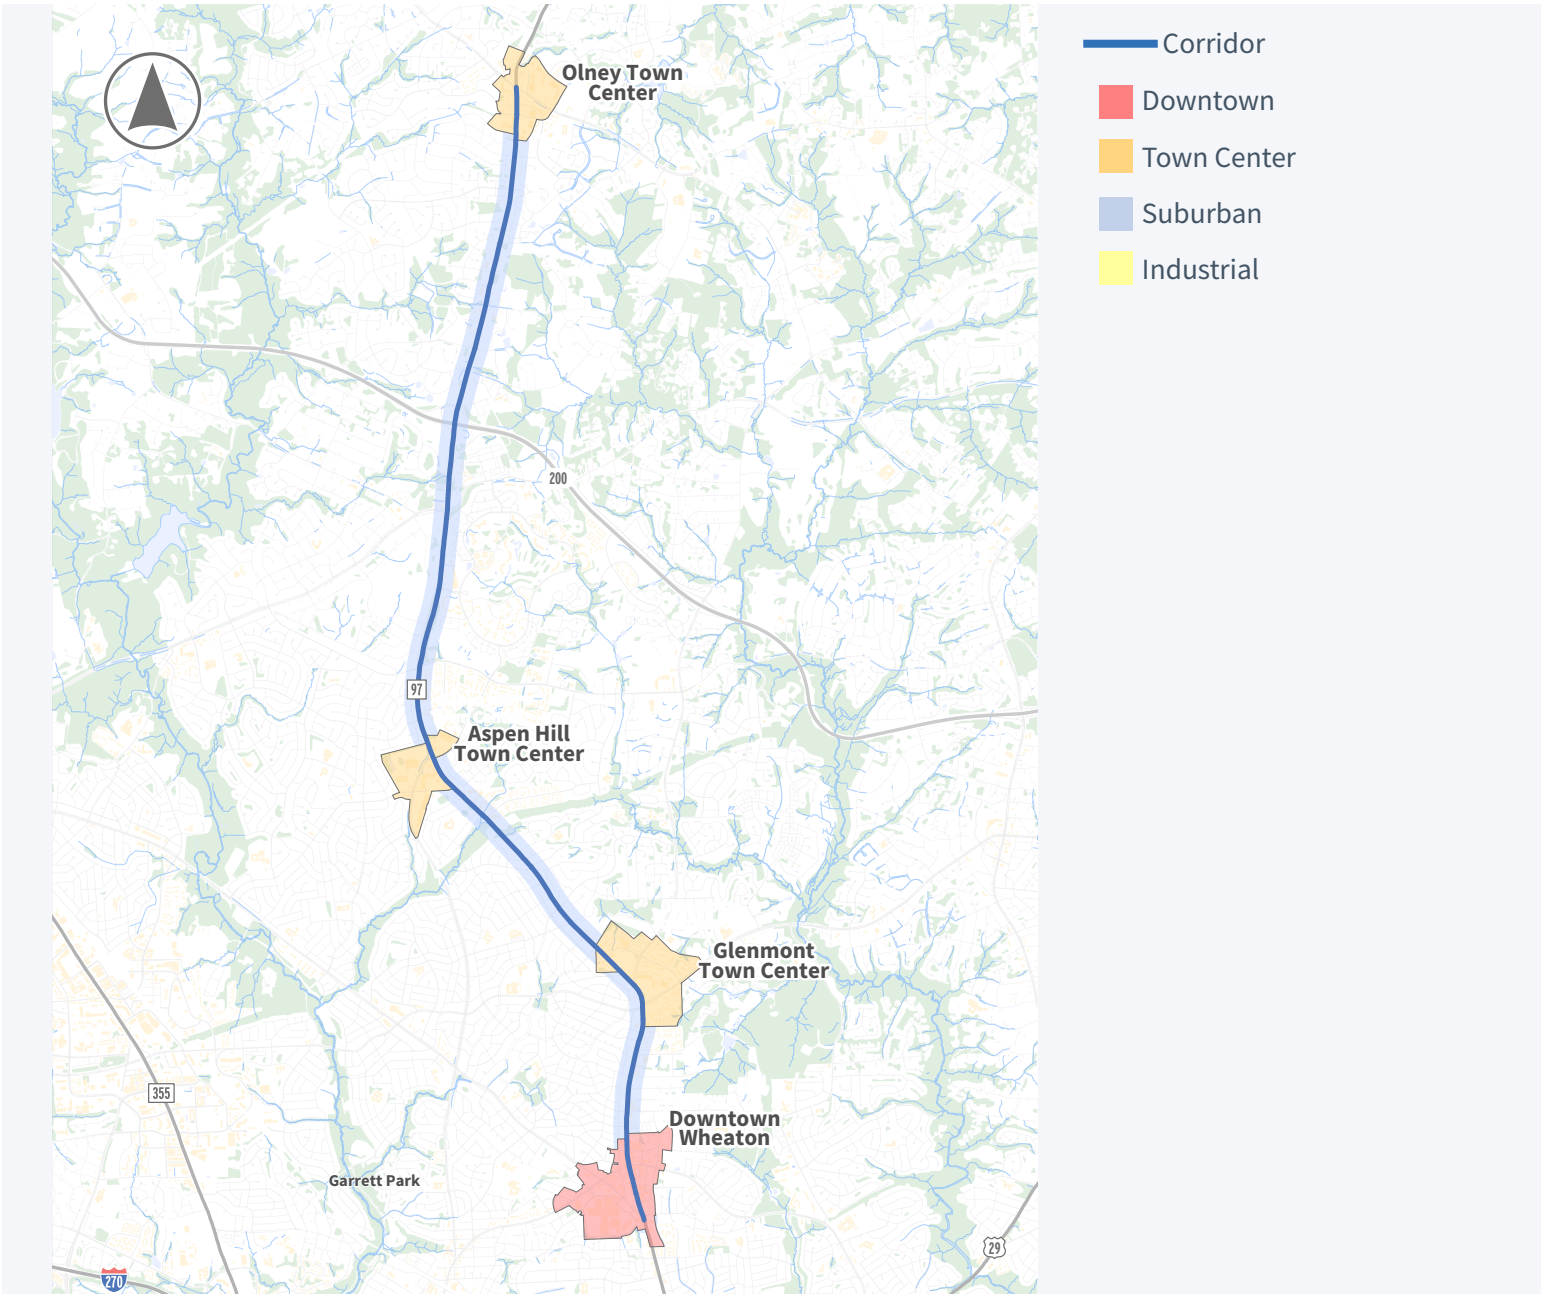 Olney Town
Center
Corridor
Downtown
Town Center
Suburban
Industrial
200
97
Aspen Hill
Town Center
Glenmont
Town Center
355
Downtown
Wheaton
Garrett Park
29
270